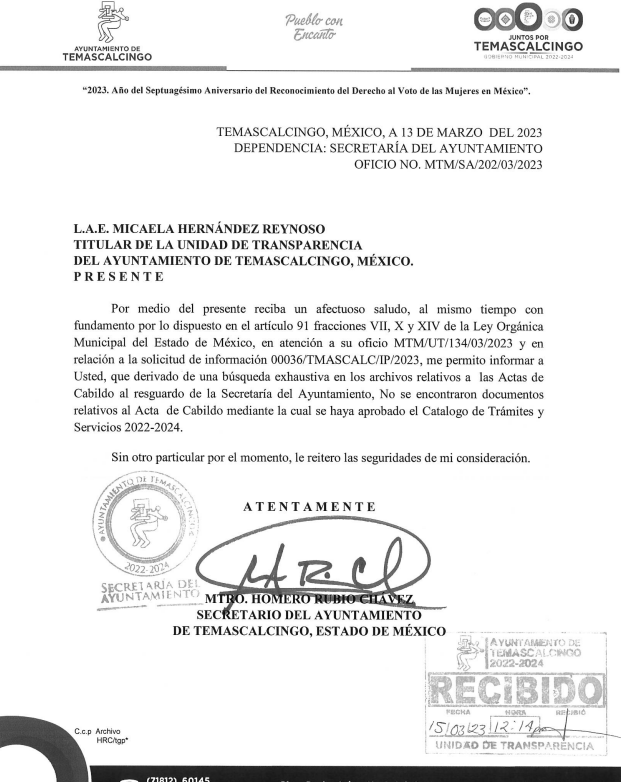 AYUNTAMIENTO DE
TEMASCALCINGO
Pueblo con
Encanto
JUNTOS POR
TEMASCALCINGO
GOBIERNO MUNICIPAL 2022-2024
“2023. Año del Septuagésimo Aniversario del Reconocimiento del Derecho al Voto de las Mujeres en México”.
TEMASCALCINGO, MÉXICO, A 13 DE MARZO DEL 2023
DEPENDENCIA: SECRETARÍA DEL AYUNTAMIENTO
OFICIO NO. MTM/SA/202/03/2023
L.A.E. MICAELA HERNÁNDEZ REYNOSO
TITULAR DE LA UNIDAD DE TRANSPARENCIA
DEL AYUNTAMIENTO DE TEMASCALCINGO, MÉXICO.
P R E S E N T E
Por medio del presente reciba un afectuoso saludo, al mismo tiempo con
fundamento por lo dispuesto en el artículo 91 fracciones VII, X y XIV de la Ley Orgánica
Municipal del Estado de México, en atención a su oficio MTM/UT/134/03/2023 y en
relación a la solicitud de información 00036/TMASCALC/IP/2023, me permito informar a
Usted, que derivado de una búsqueda exhaustiva en los archivos relativos a las Actas de
Cabildo al resguardo de la Secretaría del Ayuntamiento, No se encontraron documentos
relativos al Acta de Cabildo mediante la cual se haya aprobado el Catalogo de Trámites y
Servicios 2022-2024.
Sin otro particular por el momento, le reitero las seguridades de mi consideración.
AYUNTAMIENTO DE TEMASCALCINGO
2022-2024
SECRETARÍA DEL
AYUNTAMIENTO
A T E N T A M E N T E
MTRO. HOMERO RUBIO CHÁVEZ
SECRETARIO DEL AYUNTAMIENTO
DE TEMASCALCINGO, ESTADO DE MÉXICO
AYUNTAMIENTO DE
TEMASCALCINGO
2022-2024
RECIBIDO
FECHA HORA RECIBIÓ
15/03/23 12:14 pm
UNIDAD DE TRANSPARENCIA
C.c.p Archivo
HRC/tgp*
(71812) 60145